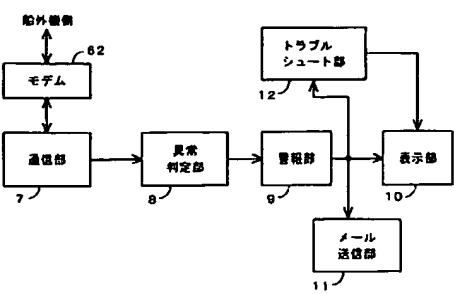 船外機側
62
モデム
通信部
7
異常
判定部
8
警報部
9
トラブル
シュート部
12
表示部
10
メール
送信部
11